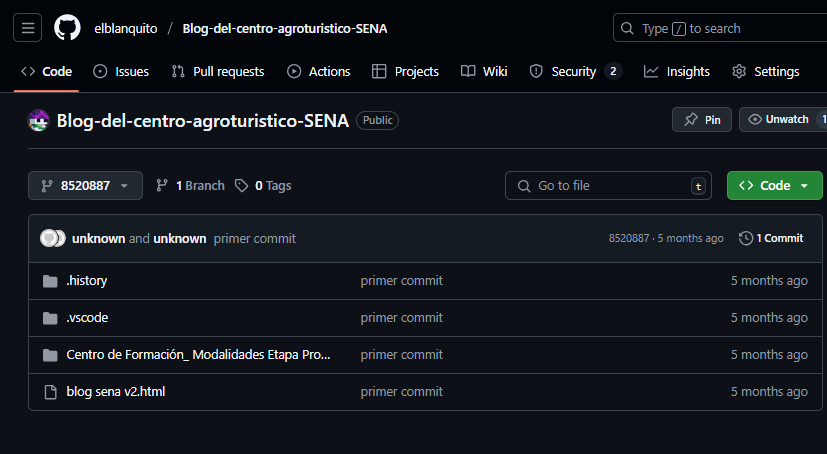 elblanquito / Blog-del-centro-agroturistico-SENA Type / to search
Code Issues Pull requests Actions Projects Wiki Security 2 Insights Settings
Blog-del-centro-agroturistico-SENA Public Pin Unwatch 1
8520887 1 Branch 0 Tags Go to file t Code
unknown and unknown primer commit 8520887 · 5 months ago 1 Commit
.history primer commit 5 months ago
.vscode primer commit 5 months ago
Centro de Formación_ Modalidades Etapa Pro... primer commit 5 months ago
blog sena v2.html primer commit 5 months ago